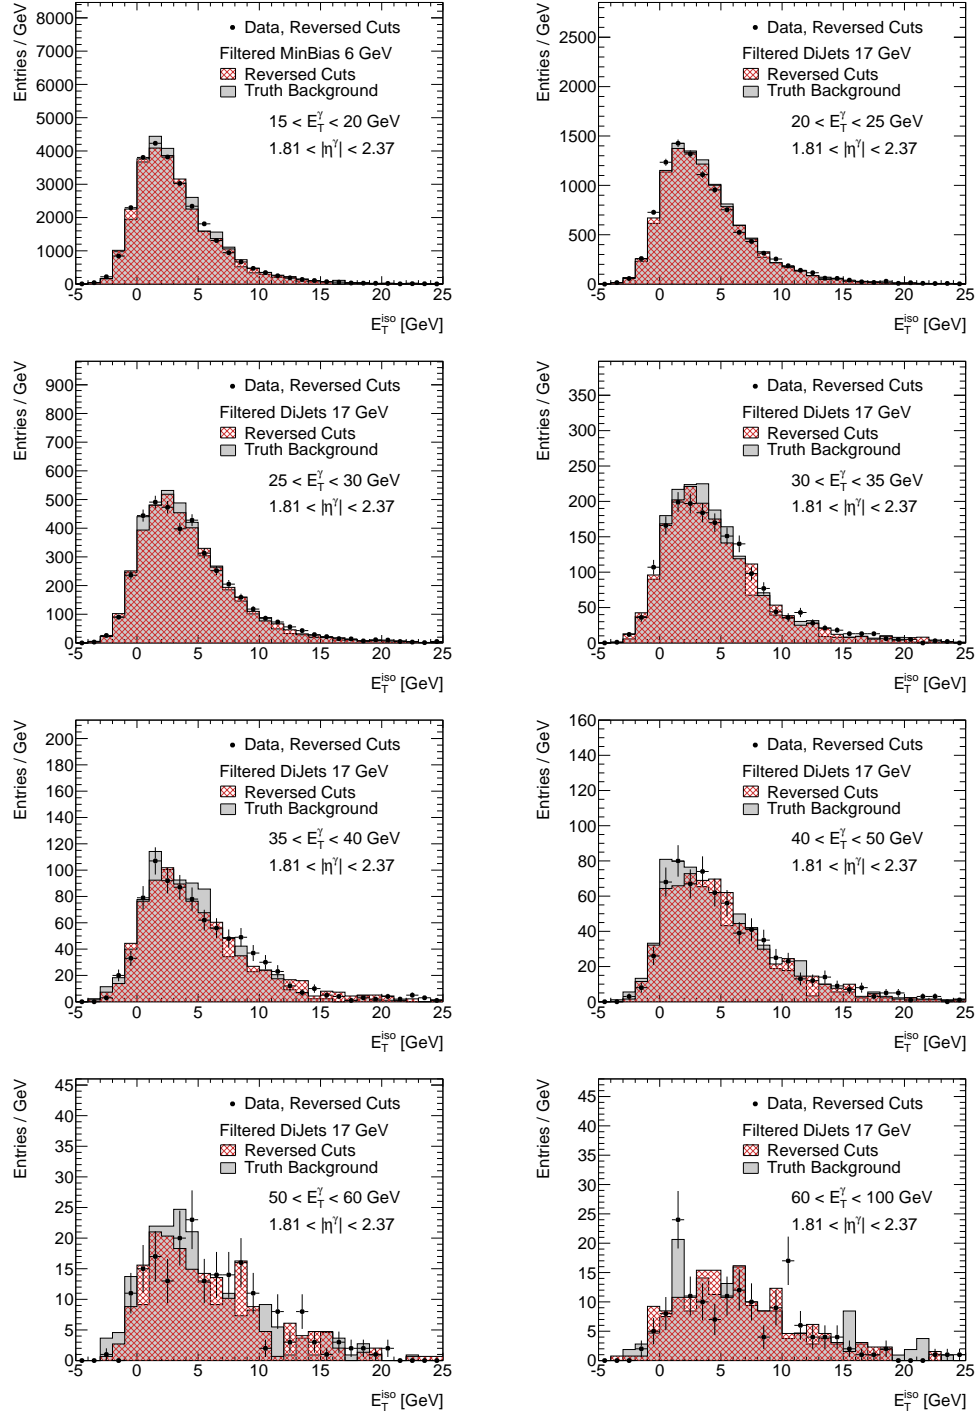 Entries / GeV
8000
7000
6000
5000
4000
3000
2000
1000
0
-5 0 5 10 15 20 25
E_T^iso [GeV]
Data, Reversed Cuts
Filtered MinBias 6 GeV
Reversed Cuts
Truth Background
15 < E_T^γ < 20 GeV
1.81 < |η^γ| < 2.37
Entries / GeV
2500
2000
1500
1000
500
0
-5 0 5 10 15 20 25
E_T^iso [GeV]
Data, Reversed Cuts
Filtered DiJets 17 GeV
Reversed Cuts
Truth Background
20 < E_T^γ < 25 GeV
1.81 < |η^γ| < 2.37
Entries / GeV
900
800
700
600
500
400
300
200
100
0
-5 0 5 10 15 20 25
E_T^iso [GeV]
Data, Reversed Cuts
Filtered DiJets 17 GeV
Reversed Cuts
Truth Background
25 < E_T^γ < 30 GeV
1.81 < |η^γ| < 2.37
Entries / GeV
350
300
250
200
150
100
50
0
-5 0 5 10 15 20 25
E_T^iso [GeV]
Data, Reversed Cuts
Filtered DiJets 17 GeV
Reversed Cuts
Truth Background
30 < E_T^γ < 35 GeV
1.81 < |η^γ| < 2.37
Entries / GeV
200
180
160
140
120
100
80
60
40
20
0
-5 0 5 10 15 20 25
E_T^iso [GeV]
Data, Reversed Cuts
Filtered DiJets 17 GeV
Reversed Cuts
Truth Background
35 < E_T^γ < 40 GeV
1.81 < |η^γ| < 2.37
Entries / GeV
160
140
120
100
80
60
40
20
0
-5 0 5 10 15 20 25
E_T^iso [GeV]
Data, Reversed Cuts
Filtered DiJets 17 GeV
Reversed Cuts
Truth Background
40 < E_T^γ < 50 GeV
1.81 < |η^γ| < 2.37
Entries / GeV
45
40
35
30
25
20
15
10
5
0
-5 0 5 10 15 20 25
E_T^iso [GeV]
Data, Reversed Cuts
Filtered DiJets 17 GeV
Reversed Cuts
Truth Background
50 < E_T^γ < 60 GeV
1.81 < |η^γ| < 2.37
Entries / GeV
45
40
35
30
25
20
15
10
5
0
-5 0 5 10 15 20 25
E_T^iso [GeV]
Data, Reversed Cuts
Filtered DiJets 17 GeV
Reversed Cuts
Truth Background
60 < E_T^γ < 100 GeV
1.81 < |η^γ| < 2.37